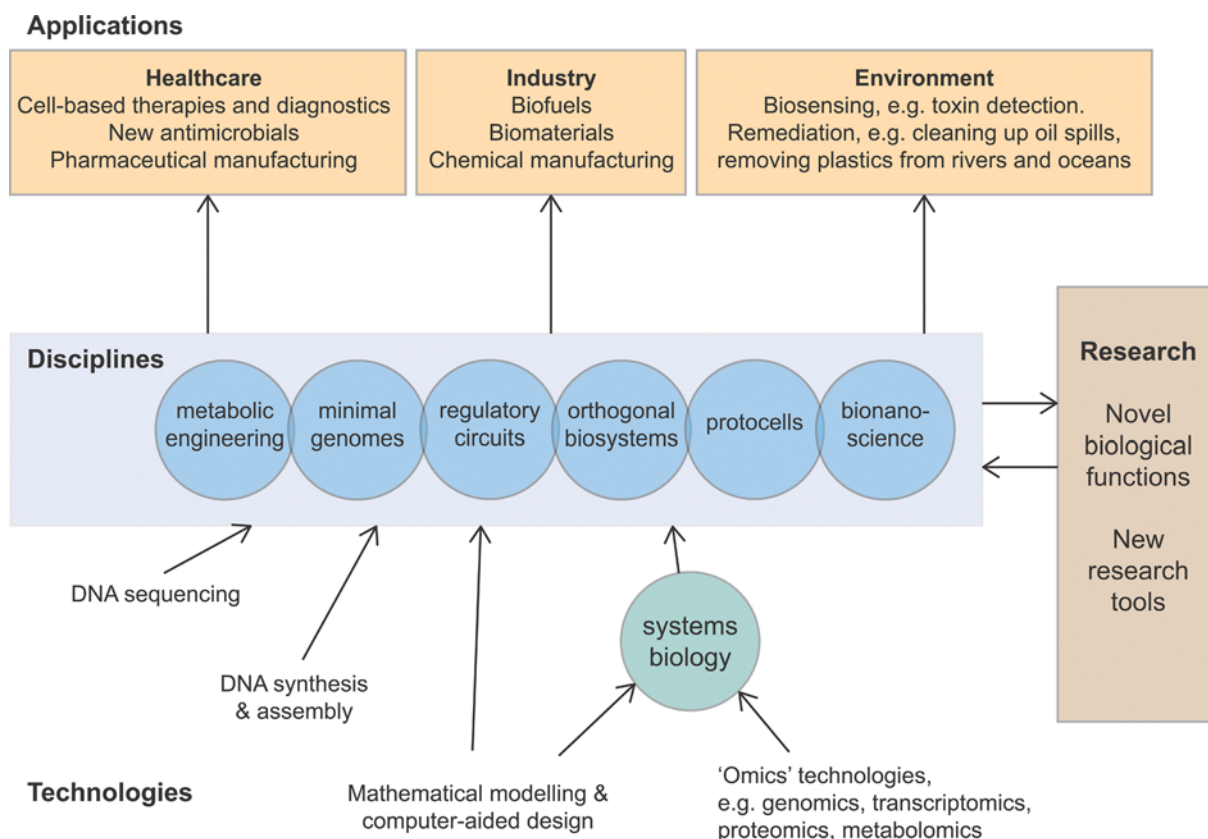 Applications
Healthcare
Cell-based therapies and diagnostics
New antimicrobials
Pharmaceutical manufacturing
Industry
Biofuels
Biomaterials
Chemical manufacturing
Environment
Biosensing, e.g. toxin detection.
Remediation, e.g. cleaning up oil spills,
removing plastics from rivers and oceans
Disciplines
metabolic
engineering
minimal
genomes
regulatory
circuits
orthogonal
biosystems
protocells
bionano-
science
Research
Novel
biological
functions
New
research
tools
DNA sequencing
DNA synthesis
& assembly
systems
biology
Technologies
Mathematical modelling &
computer-aided design
‘Omics’ technologies,
e.g. genomics, transcriptomics,
proteomics, metabolomics